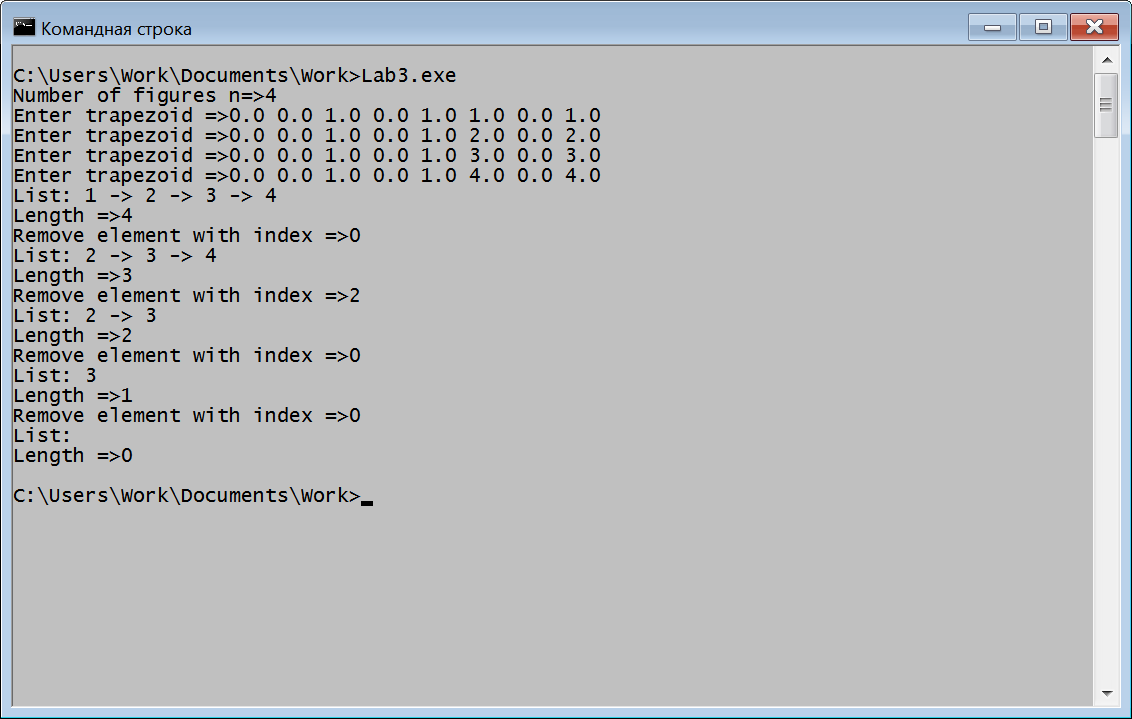 Командная строка
C:\Users\Work\Documents\Work>Lab3.exe
Number of figures n=>4
Enter trapezoid =>0.0 0.0 1.0 0.0 1.0 1.0 0.0 1.0
Enter trapezoid =>0.0 0.0 1.0 0.0 1.0 2.0 0.0 2.0
Enter trapezoid =>0.0 0.0 1.0 0.0 1.0 3.0 0.0 3.0
Enter trapezoid =>0.0 0.0 1.0 0.0 1.0 4.0 0.0 4.0
List: 1 -> 2 -> 3 -> 4
Length =>4
Remove element with index =>0
List: 2 -> 3 -> 4
Length =>3
Remove element with index =>2
List: 2 -> 3
Length =>2
Remove element with index =>0
List: 3
Length =>1
Remove element with index =>0
List:
Length =>0
C:\Users\Work\Documents\Work>_